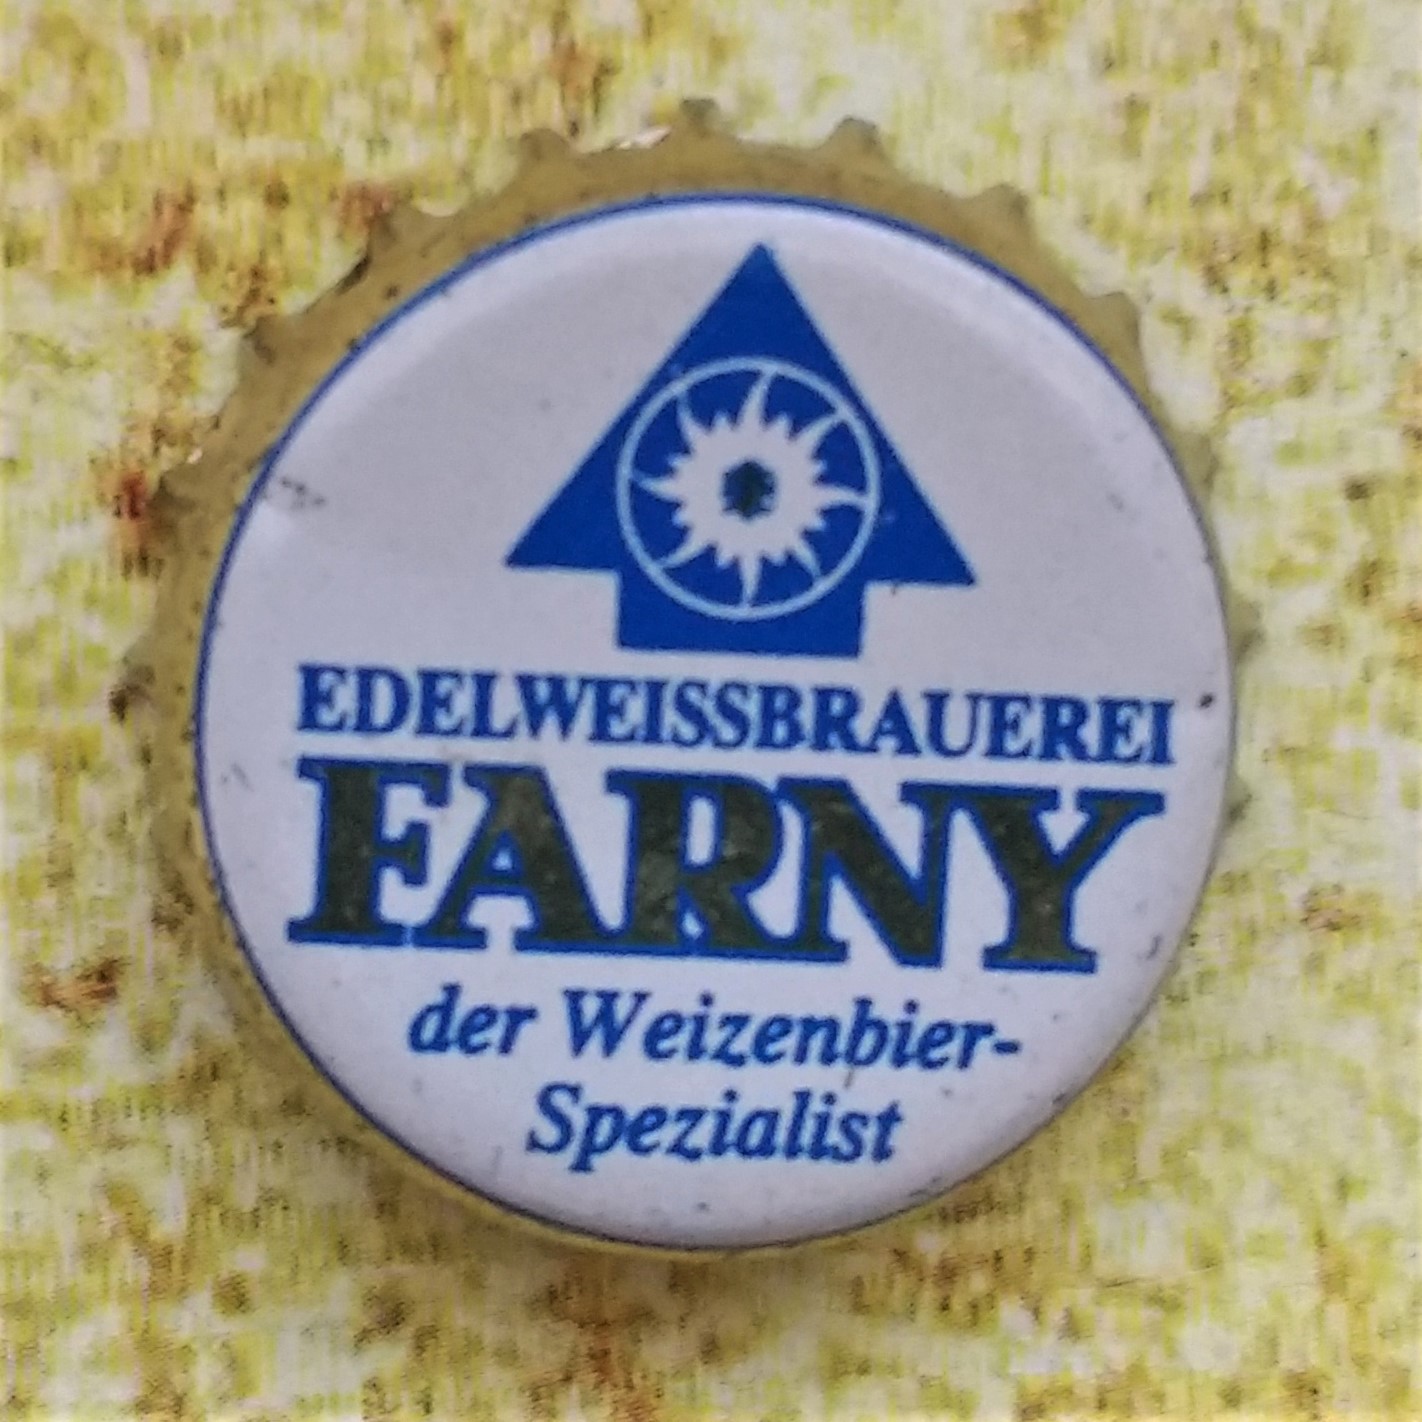 EDELWEISSBRAUEREI
FARNY
der Weizenbier-
Spezialist